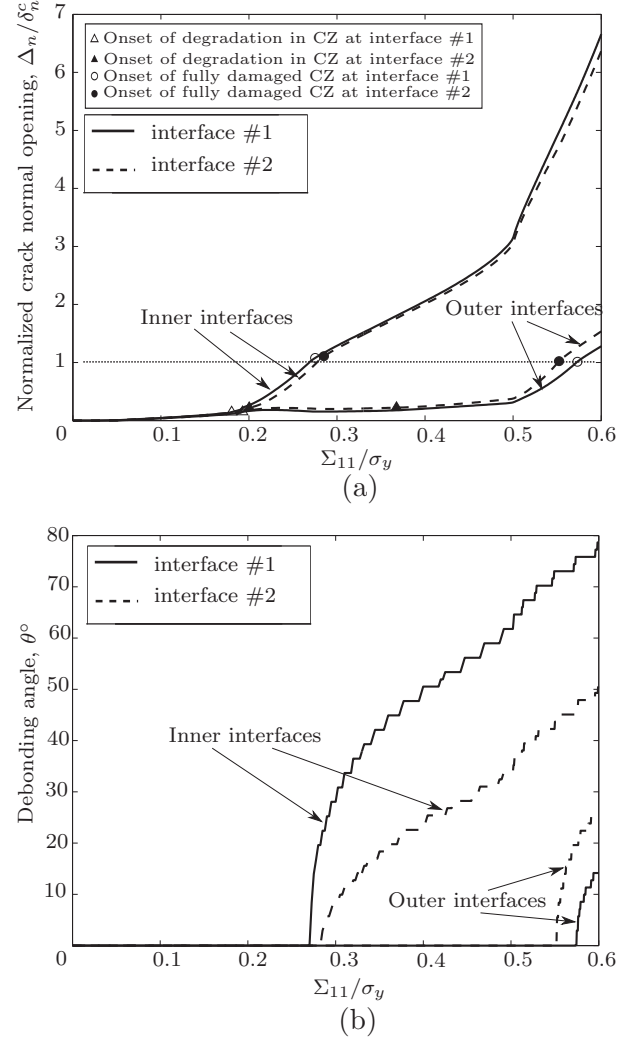 Normalized crack normal opening, Δn/δnᶜ
7
6
5
4
3
2
1
△ Onset of degradation in CZ at interface #1
▲ Onset of degradation in CZ at interface #2
○ Onset of fully damaged CZ at interface #1
● Onset of fully damaged CZ at interface #2
interface #1
interface #2
Inner interfaces
Outer interfaces
0 0.1 0.2 0.3 0.4 0.5 0.6
Σ11/σy
(a)
Debonding angle, θ°
80
70
60
50
40
30
20
10
interface #1
interface #2
Inner interfaces
Outer interfaces
0 0.1 0.2 0.3 0.4 0.5 0.6
Σ11/σy
(b)